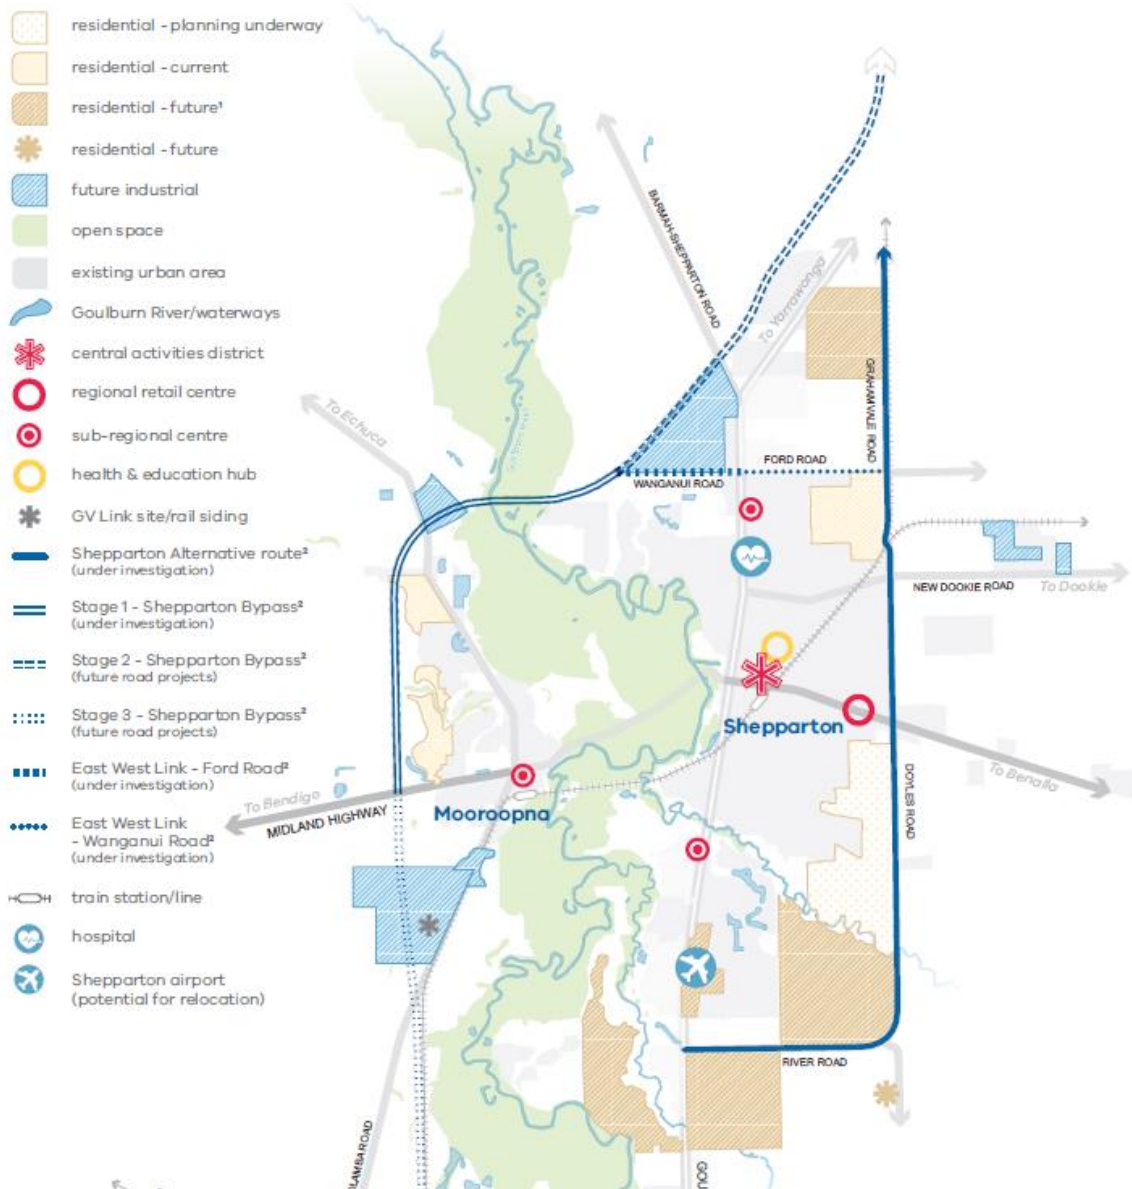 residential - planning underway
residential - current
residential - future¹
residential - future
future industrial
open space
existing urban area
Goulburn River/waterways
central activities district
regional retail centre
sub-regional centre
health & education hub
GV Link site/rail siding
Shepparton Alternative route²
(under investigation)
Stage 1 - Shepparton Bypass²
(under investigation)
Stage 2 - Shepparton Bypass²
(future road projects)
Stage 3 - Shepparton Bypass²
(future road projects)
East West Link - Ford Road²
(under investigation)
East West Link
- Wanganui Road²
(under investigation)
train station/line
hospital
Shepparton airport
(potential for relocation)
BARMAH-SHEPPARTON ROAD
To Yarrawonga
GRAHAMVALE ROAD
To Echuca
FORD ROAD
WANGANUI ROAD
NEW DOOKIE ROAD
To Dookie
Shepparton
To Benalla
DOYLES ROAD
To Bendigo
MIDLAND HIGHWAY
Mooroopna
RIVER ROAD
LAMBA ROAD
GOU